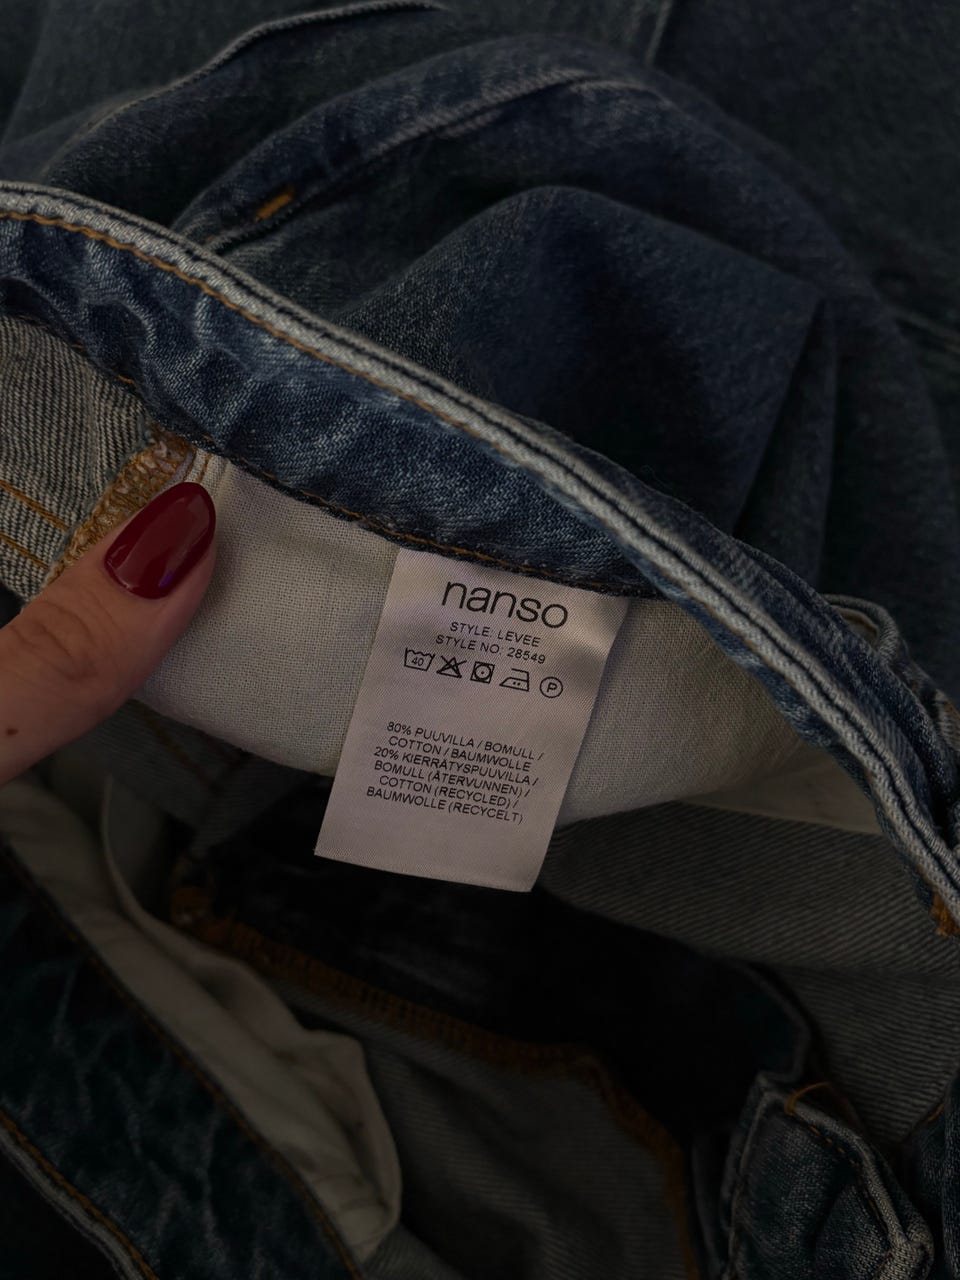 nanso
STYLE: LEVEE
STYLE NO: 28549
40 P
80% PUUVILLA / BOMULL /
COTTON / BAUMWOLLE
20% KIERRÄTYSPUUVILLA /
BOMULL (ÅTERVUNNEN) /
COTTON (RECYCLED) /
BAUMWOLLE (RECYCELT)